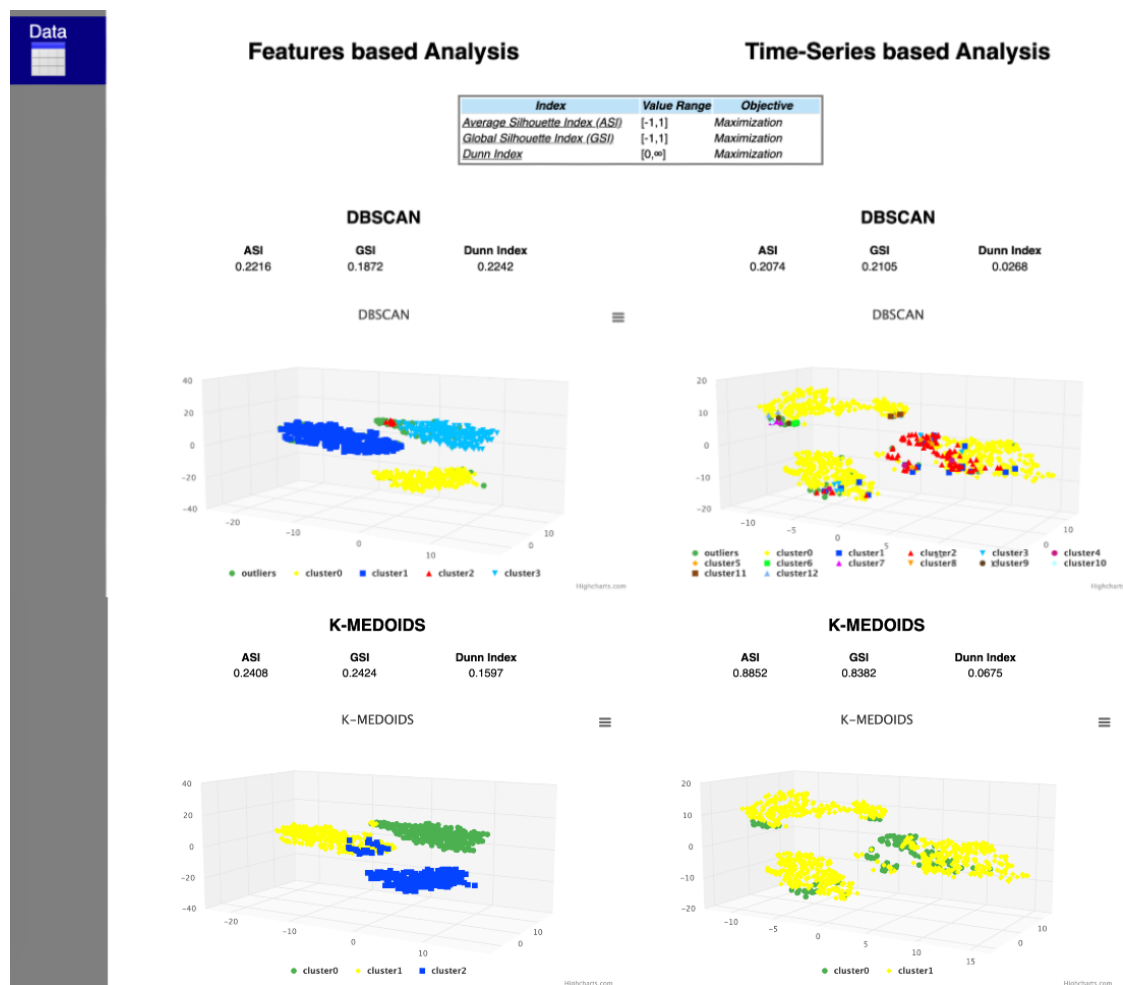 Data
Features based Analysis
Time-Series based Analysis
Index Value Range Objective
Average Silhouette Index (ASI) [-1,1] Maximization
Global Silhouette Index (GSI) [-1,1] Maximization
Dunn Index [0,∞] Maximization
DBSCAN
ASI GSI Dunn Index
0.2216 0.1872 0.2242
DBSCAN
40
20
0
-20
-40
-20
-10
0
10
0
10
outliers cluster0 cluster1 cluster2 cluster3
Highcharts.com
DBSCAN
ASI GSI Dunn Index
0.2074 0.2105 0.0268
DBSCAN
20
10
0
-10
-20
-10
-5
0
5
0
10
outliers cluster0 cluster1 cluster2 cluster3 cluster4
cluster5 cluster6 cluster7 cluster8 cluster9 cluster10
cluster11 cluster12
Highcharts
K-MEDOIDS
ASI GSI Dunn Index
0.2408 0.2424 0.1597
K-MEDOIDS
40
20
0
-20
-40
-20
-10
0
10
0
10
cluster0 cluster1 cluster2
Highcharts.com
K-MEDOIDS
ASI GSI Dunn Index
0.8852 0.8382 0.0675
K-MEDOIDS
20
10
0
-10
-20
-10
-5
0
5
10
15
0
10
cluster0 cluster1
Highcharts.com